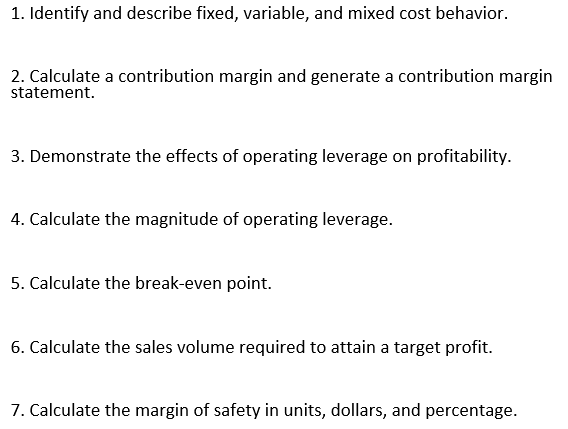 1. Identify and describe fixed, variable, and mixed cost behavior.
2. Calculate a contribution margin and generate a contribution margin
statement.
3. Demonstrate the effects of operating leverage on profitability.
4. Calculate the magnitude of operating leverage.
5. Calculate the break-even point.
6. Calculate the sales volume required to attain a target profit.
7. Calculate the margin of safety in units, dollars, and percentage.